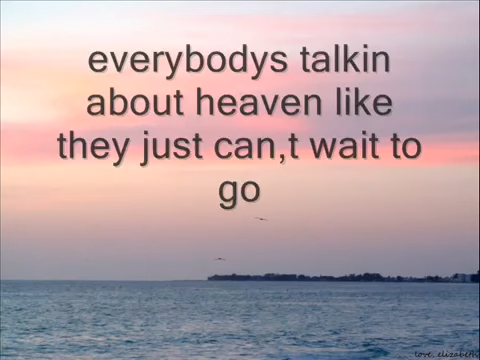 everybodys talkin
about heaven like
they just can,t wait to
go
love, elizabeth